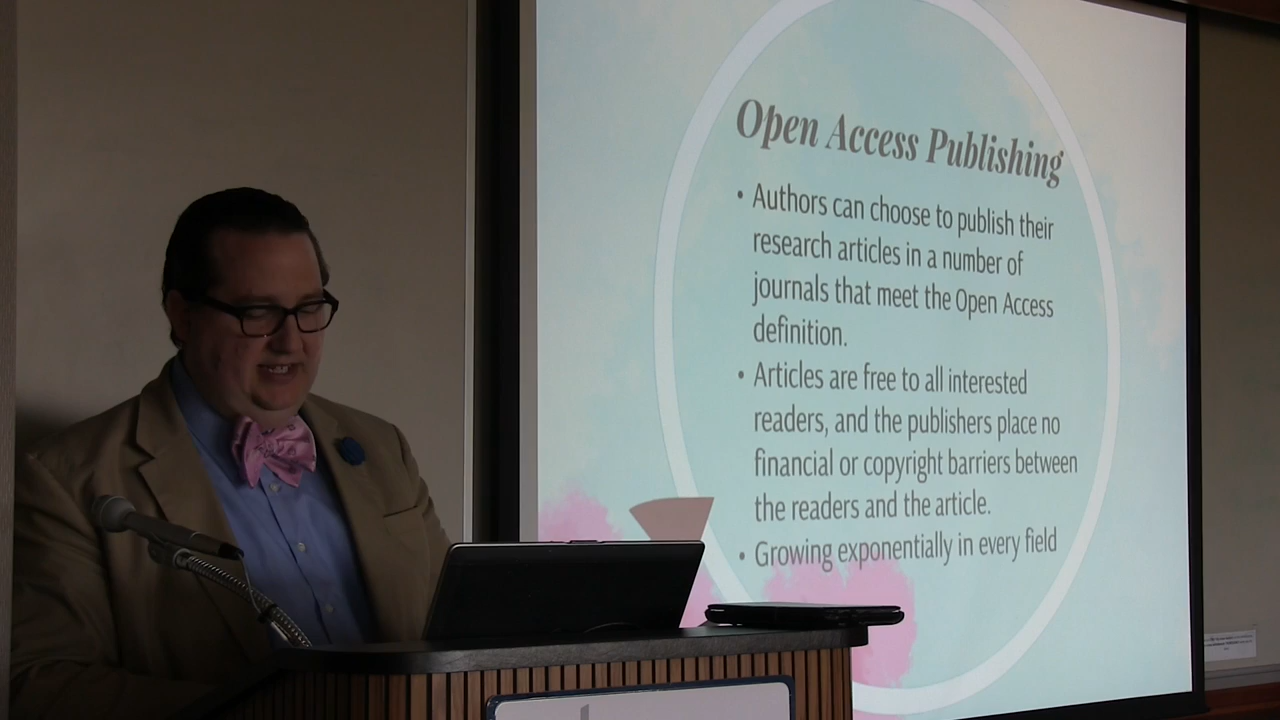 Open Access Publishing
• Authors can choose to publish their
research articles in a number of
journals that meet the Open Access
definition.
• Articles are free to all interested
readers, and the publishers place no
financial or copyright barriers between
the readers and the article.
• Growing exponentially in every field